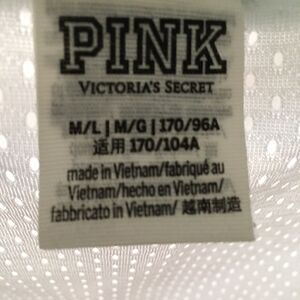 PINK
VICTORIA'S SECRET
M/L | M/G | 170/96A
适用 170/104A
made in Vietnam/fabriqué au
Vietnam/hecho en Vietnam/
fabbricato in Vietnam/ 越南制造